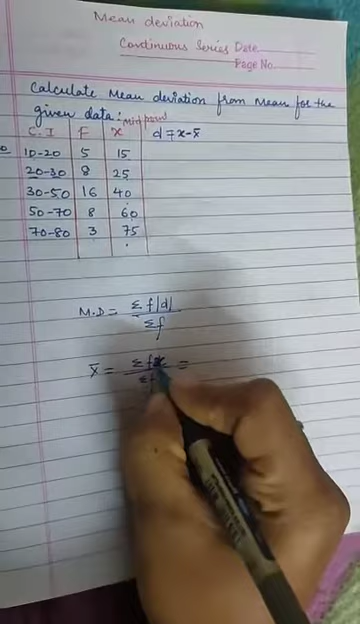 Mean deviation
Continuous Series Date
Page No.
Calculate Mean deviation from Mean for the
given data:
mid point
C.I F x d = x-x̄
10-20 5 15
20-30 8 25
30-50 16 40
50-70 8 60
70-80 3 75
M.D = Σf|d| / Σf
x̄ = Σfx / Σf =